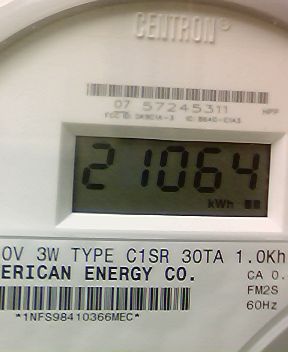 CENTRON®
07 57245311 HPP
21064
kWh
0V 3W TYPE C1SR 30TA 1.0Kh
ERICAN ENERGY CO. CA 0.
FM2S
60Hz
*1NFS98410366MEC*